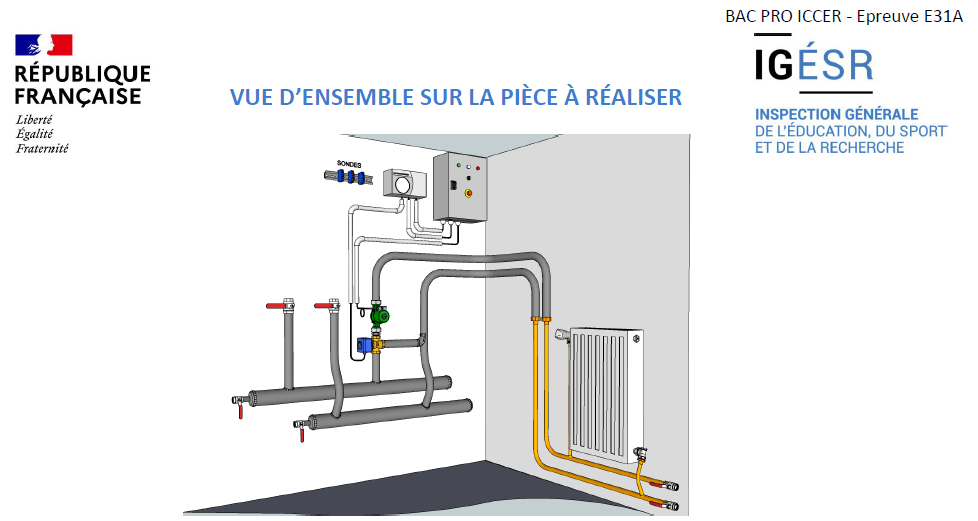 BAC PRO ICCER - Epreuve E31A
RÉPUBLIQUE
FRANÇAISE
Liberté
Égalité
Fraternité
IGÉSR
INSPECTION GÉNÉRALE
DE L'ÉDUCATION, DU SPORT
ET DE LA RECHERCHE
VUE D'ENSEMBLE SUR LA PIÈCE À RÉALISER
SONDES